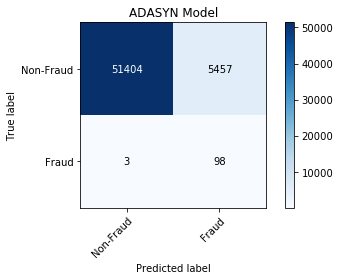 ADASYN Model
True label
Non-Fraud
Fraud
51404
5457
3
98
Non-Fraud
Fraud
Predicted label
50000
40000
30000
20000
10000